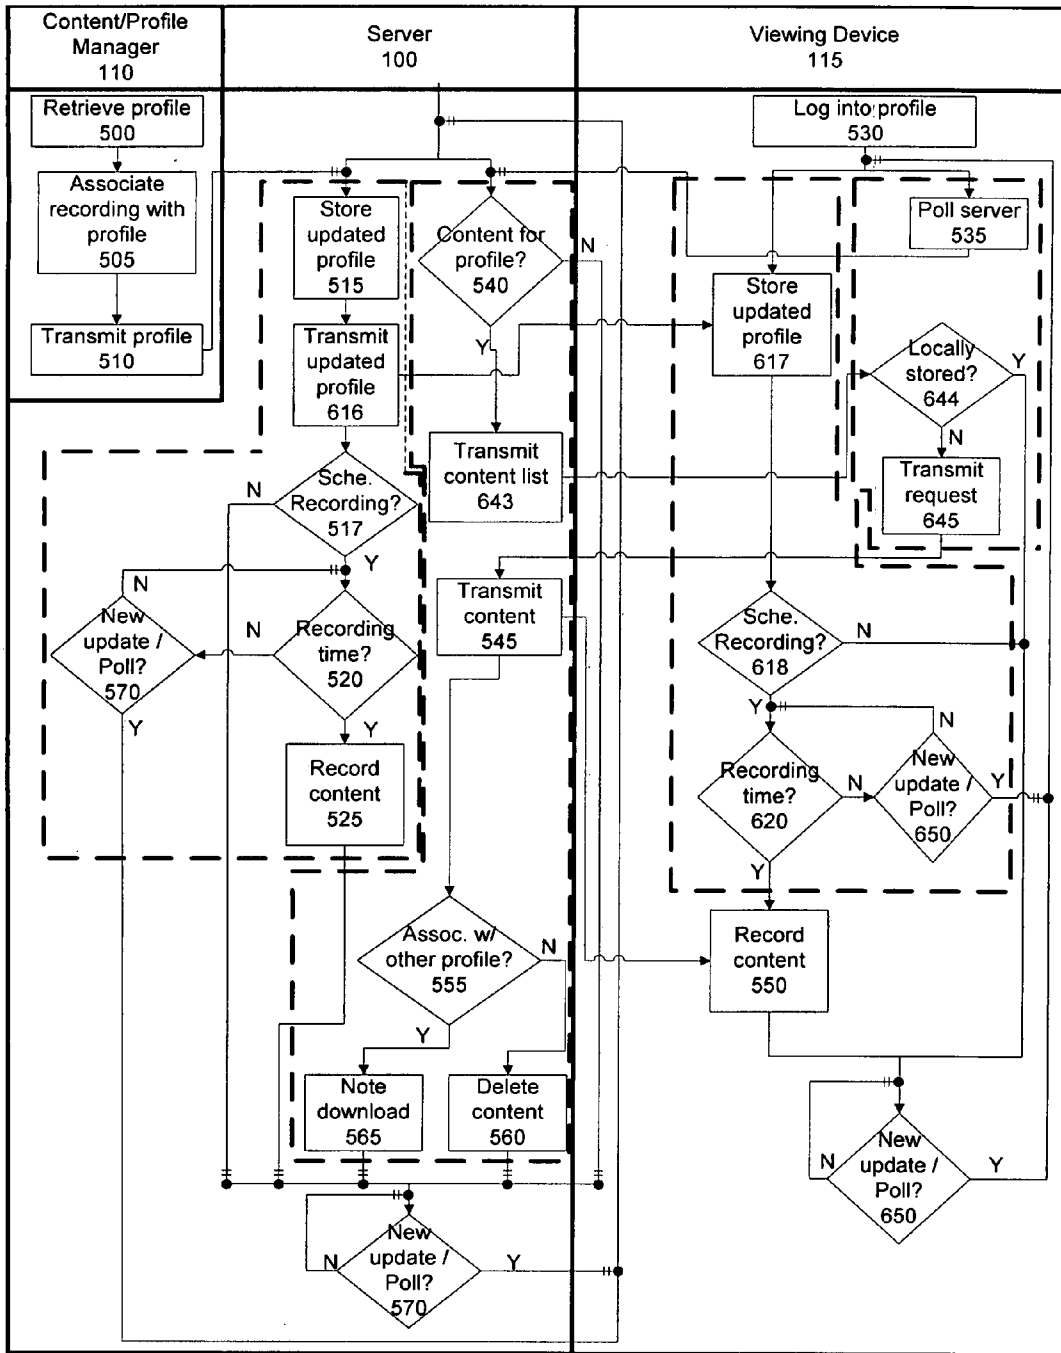 Content/Profile
Manager
110
Server
100
Viewing Device
115
Retrieve profile
500
Associate
recording with
profile
505
Transmit profile
510
Store
updated
profile
515
Transmit
updated
profile
616
Sche.
Recording?
517
N
Y
Recording
time?
520
N
Y
New
update /
Poll?
570
N
Y
Record
content
525
Content for
profile?
540
N
Y
Transmit
content list
643
Transmit
content
545
Assoc. w/
other profile?
555
N
Y
Note
download
565
Delete
content
560
New
update /
Poll?
570
N
Y
Log into profile
530
Poll server
535
Store
updated
profile
617
Locally
stored?
644
Y
N
Transmit
request
645
Sche.
Recording?
618
N
Y
Recording
time?
620
N
Y
New
update /
Poll?
650
N
Y
Record
content
550
New
update /
Poll?
650
N
Y